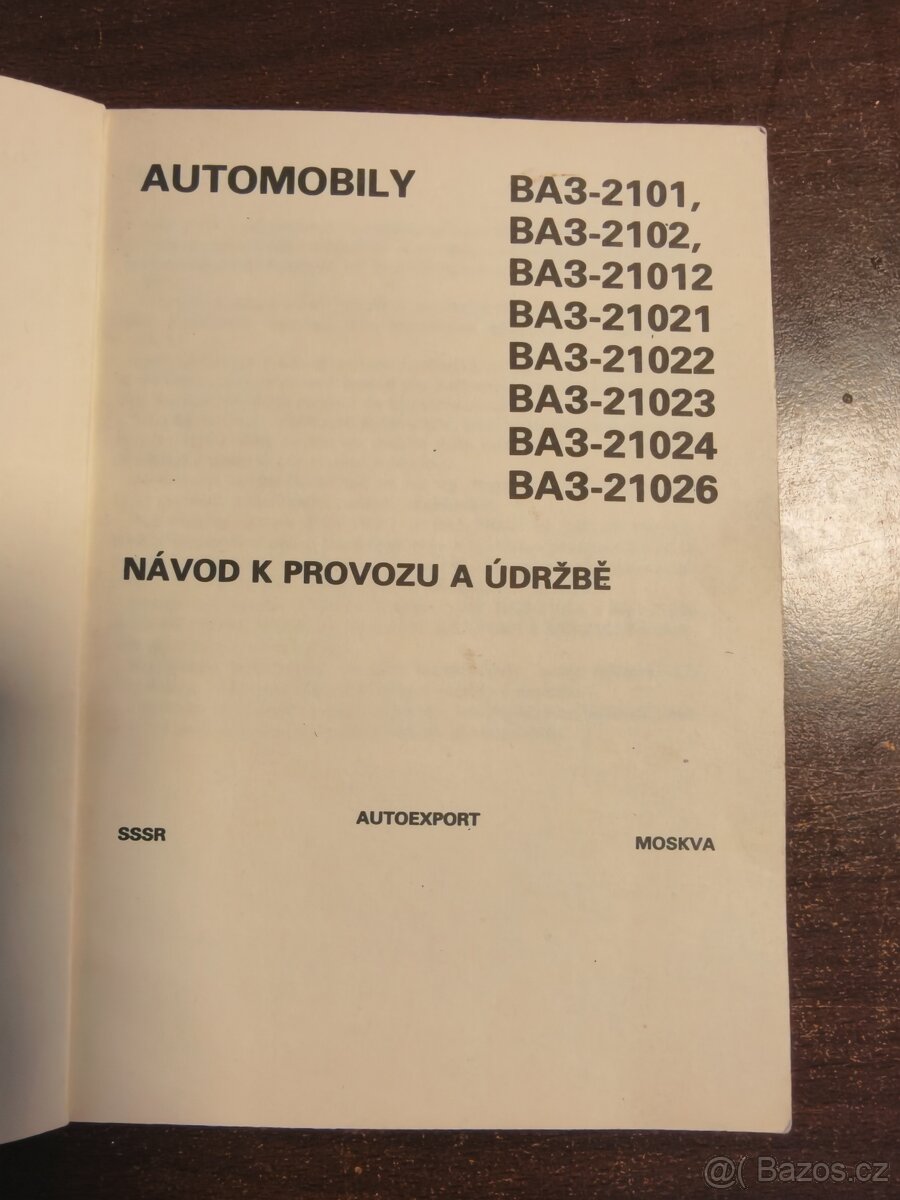 AUTOMOBILY
ВАЗ-2101,
ВАЗ-2102,
ВАЗ-21012
ВАЗ-21021
ВАЗ-21022
ВАЗ-21023
ВАЗ-21024
ВАЗ-21026
NÁVOD K PROVOZU A ÚDRŽBĚ
SSSR
AUTOEXPORT
MOSKVA
@( Bazos.cz